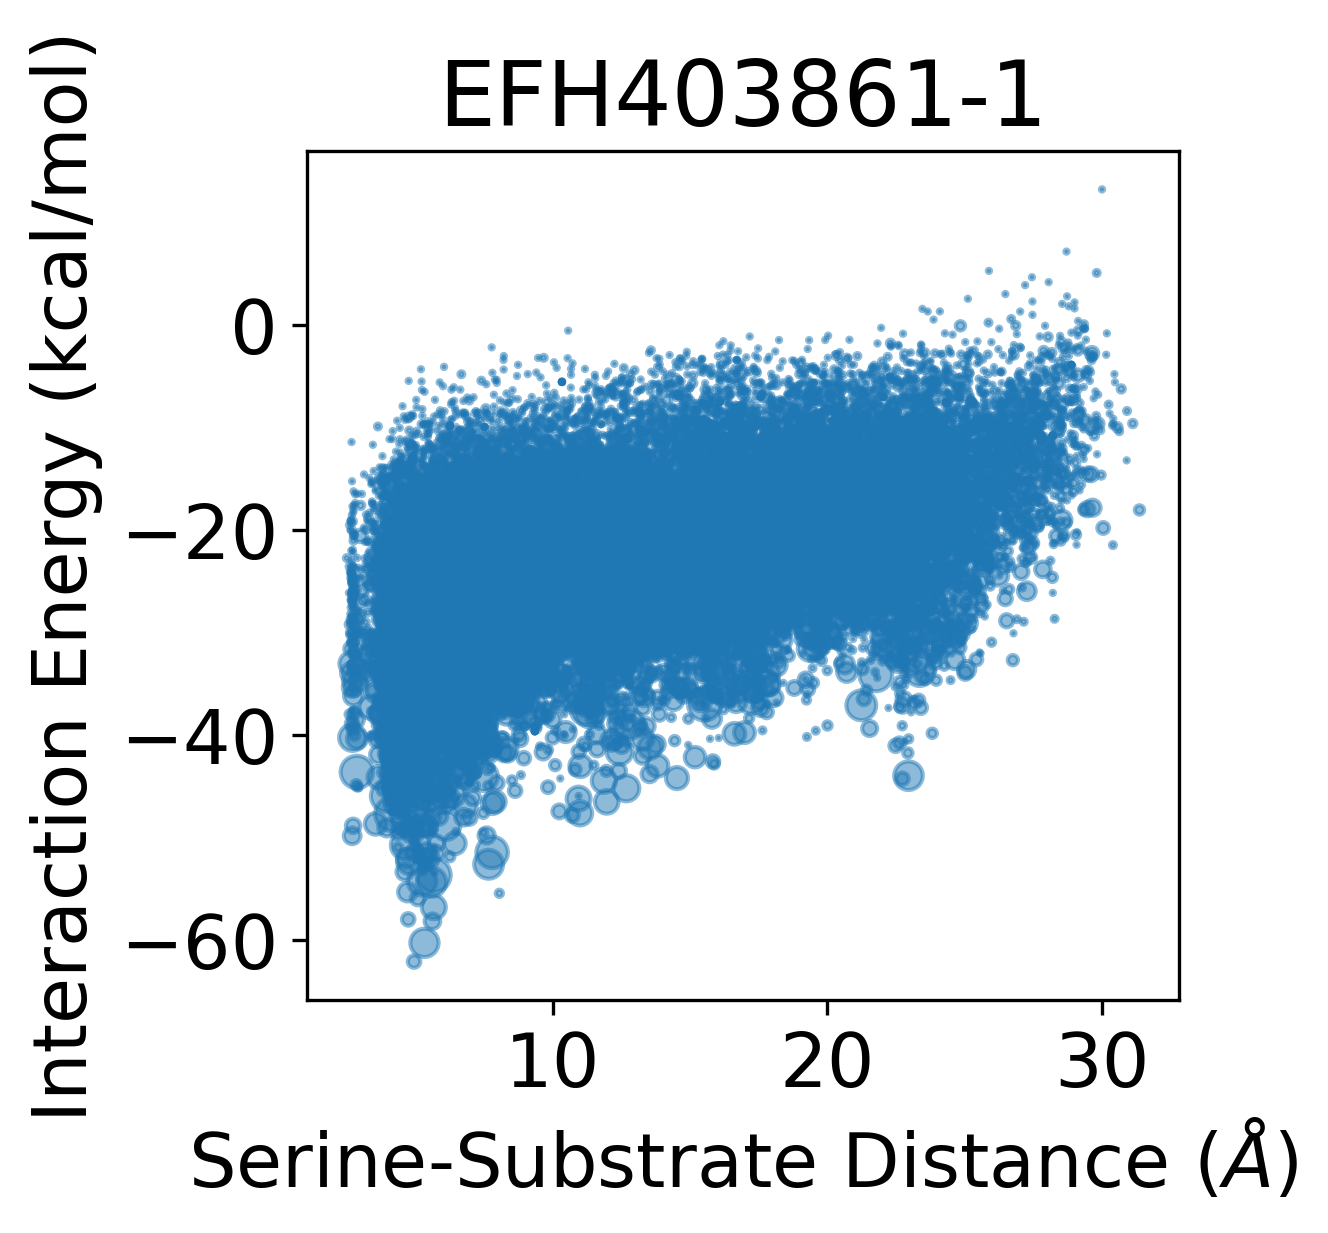 EFH403861-1
Interaction Energy (kcal/mol)
0
−20
−40
−60
10 20 30
Serine-Substrate Distance (Å)